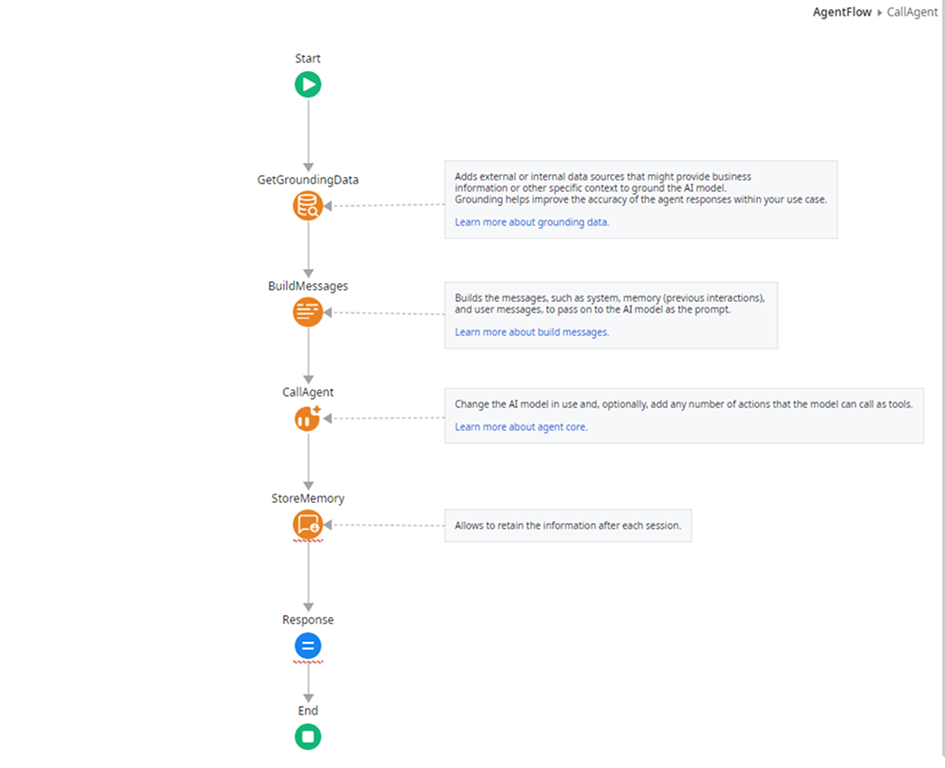 AgentFlow ▸ CallAgent
Start
GetGroundingData
Adds external or internal data sources that might provide business
information or other specific context to ground the AI model.
Grounding helps improve the accuracy of the agent responses within your use case.
Learn more about grounding data.
BuildMessages
Builds the messages, such as system, memory (previous interactions),
and user messages, to pass on to the AI model as the prompt.
Learn more about build messages.
CallAgent
Change the AI model in use and, optionally, add any number of actions that the model can call as tools.
Learn more about agent core.
StoreMemory
Allows to retain the information after each session.
Response
End